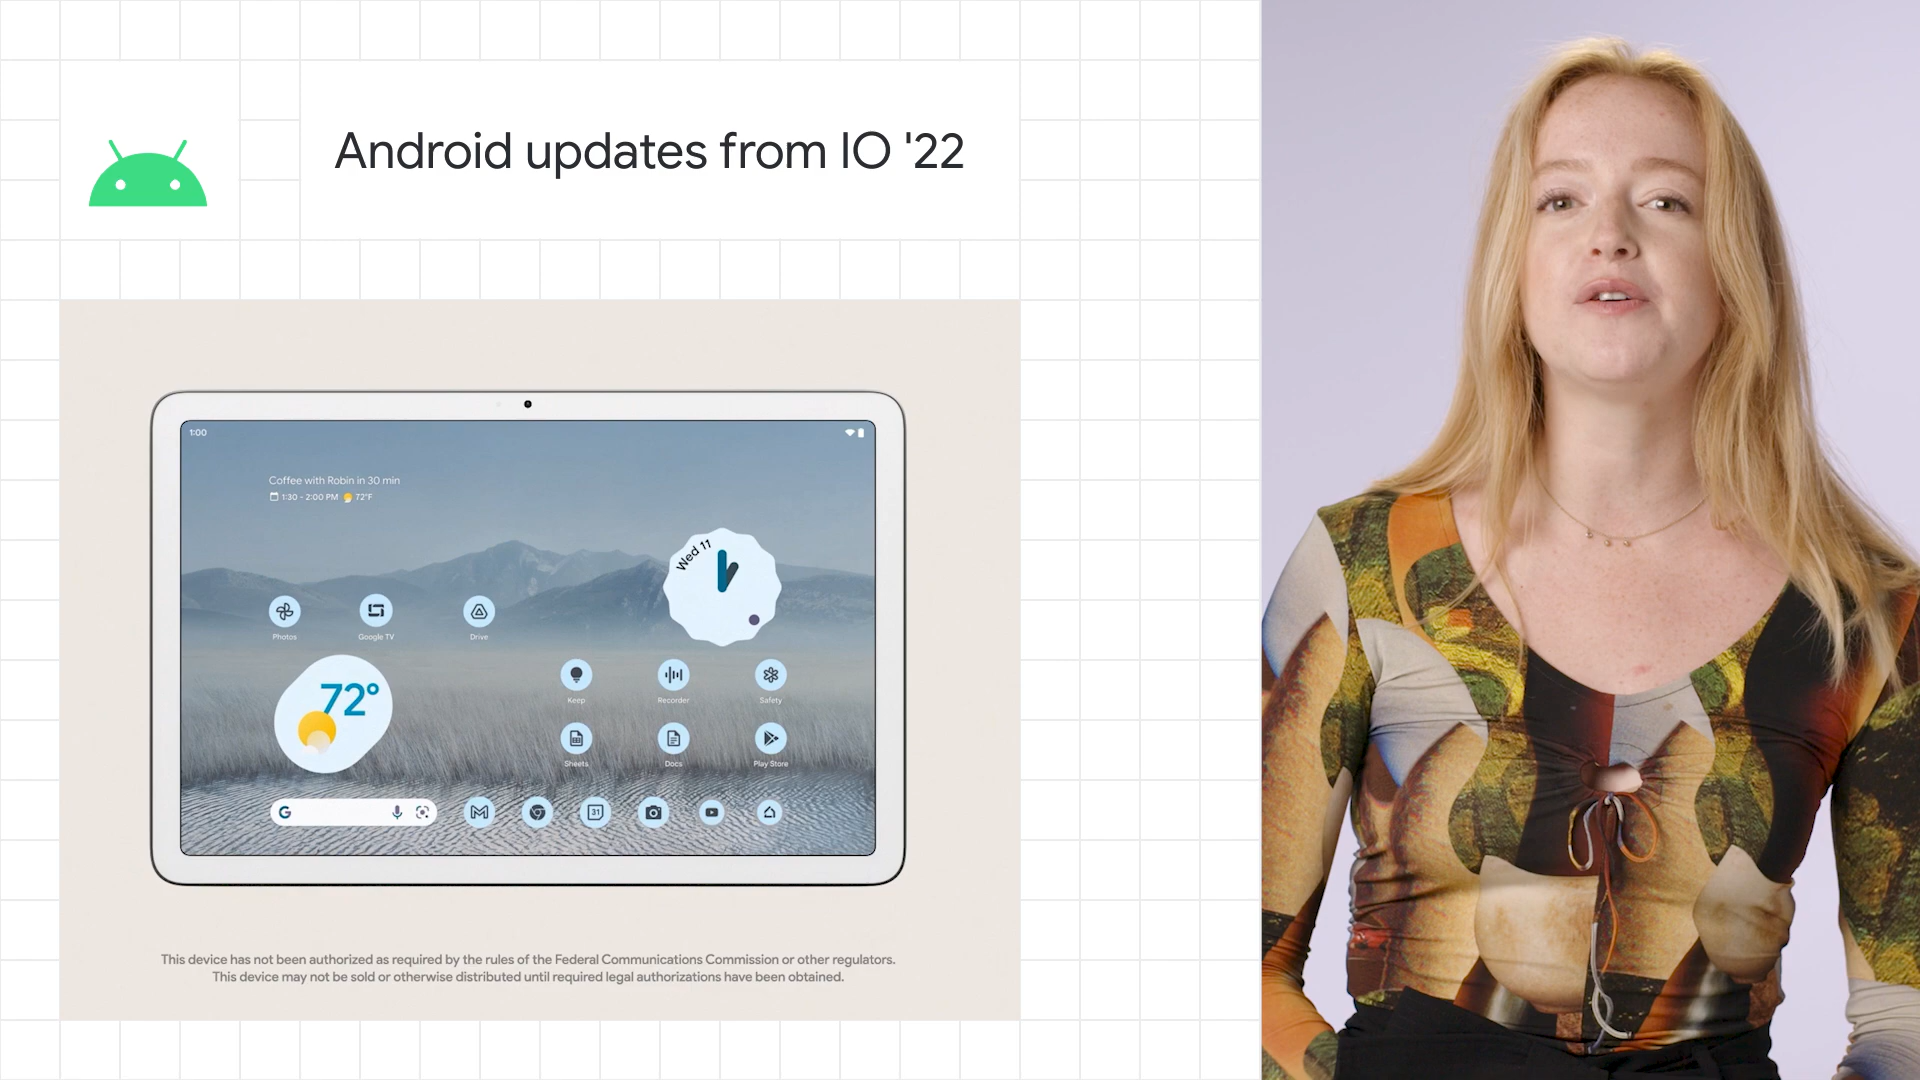 Android updates from IO '22
1:00
Coffee with Robin in 30 min
1:30 - 2:00 PM 72°F
Wed 11
Photos
Google TV
Drive
72°
Keep
Recorder
Safety
Sheets
Docs
Play Store
G
31
This device has not been authorized as required by the rules of the Federal Communications Commission or other regulators.
This device may not be sold or otherwise distributed until required legal authorizations have been obtained.